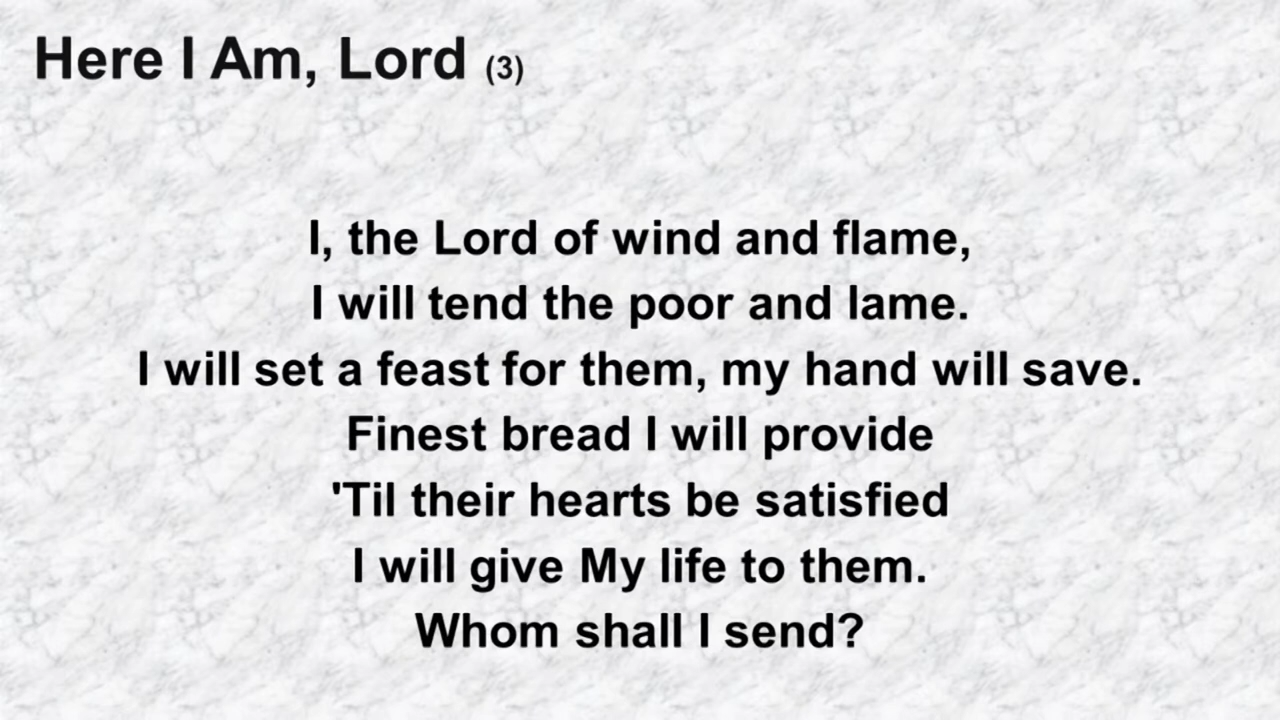 Here I Am, Lord (3)
I, the Lord of wind and flame,
I will tend the poor and lame.
I will set a feast for them, my hand will save.
Finest bread I will provide
'Til their hearts be satisfied
I will give My life to them.
Whom shall I send?